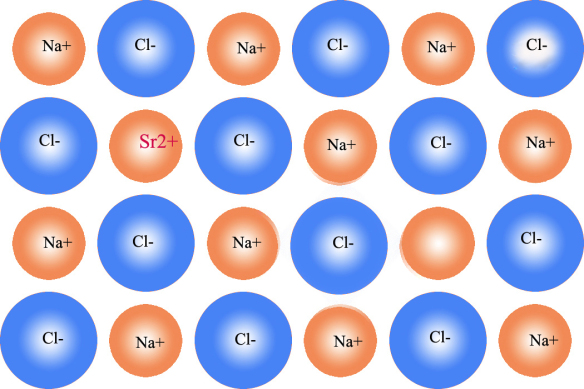 Na+ Cl- Na+ Cl- Na+ Cl-
Cl- Sr2+ Cl- Na+ Cl- Na+
Na+ Cl- Na+ Cl- Cl-
Cl- Na+ Cl- Na+ Cl- Na+